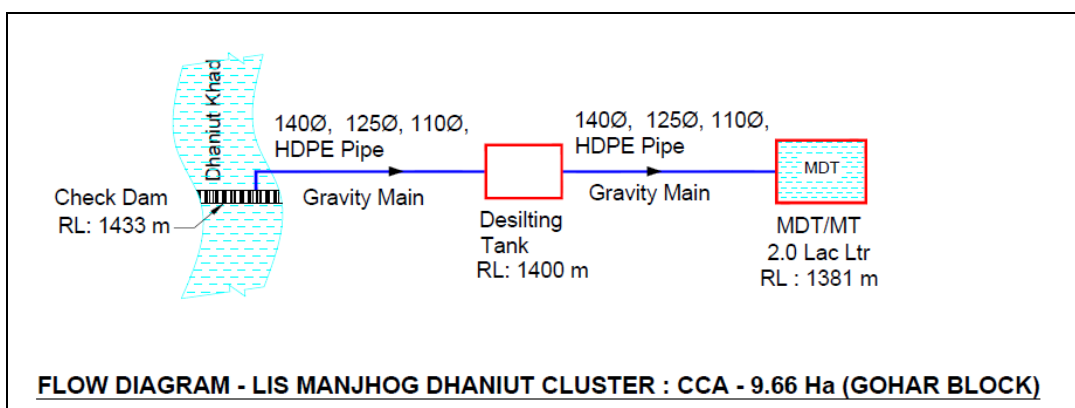 Dhaniut Khad
140Ø, 125Ø, 110Ø,
HDPE Pipe
Gravity Main
140Ø, 125Ø, 110Ø,
HDPE Pipe
Gravity Main
Check Dam
RL: 1433 m
Desilting
Tank
RL: 1400 m
MDT
MDT/MT
2.0 Lac Ltr
RL : 1381 m
FLOW DIAGRAM - LIS MANJHOG DHANIUT CLUSTER : CCA - 9.66 Ha (GOHAR BLOCK)